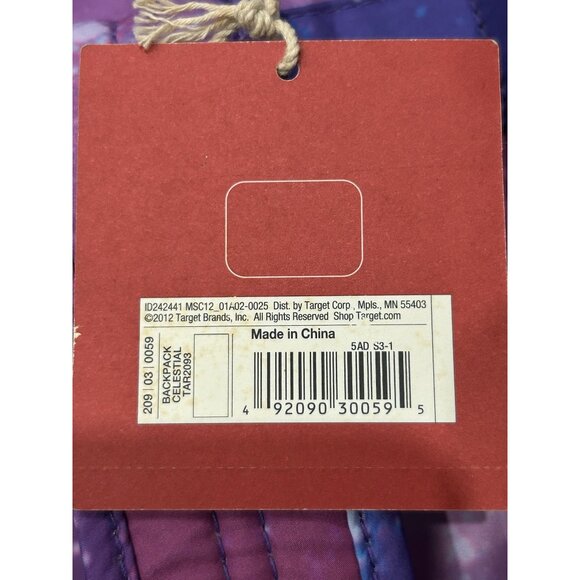 ID242441 MSC12_01A02-0025 Dist. by Target Corp., Mpls., MN 55403
©2012 Target Brands, Inc. All Rights Reserved Shop Target.com
Made in China
5AD S3-1
209 | 03 | 0059
BACKPACK
CELESTIAL
TAR2093
4 92090 30059 5